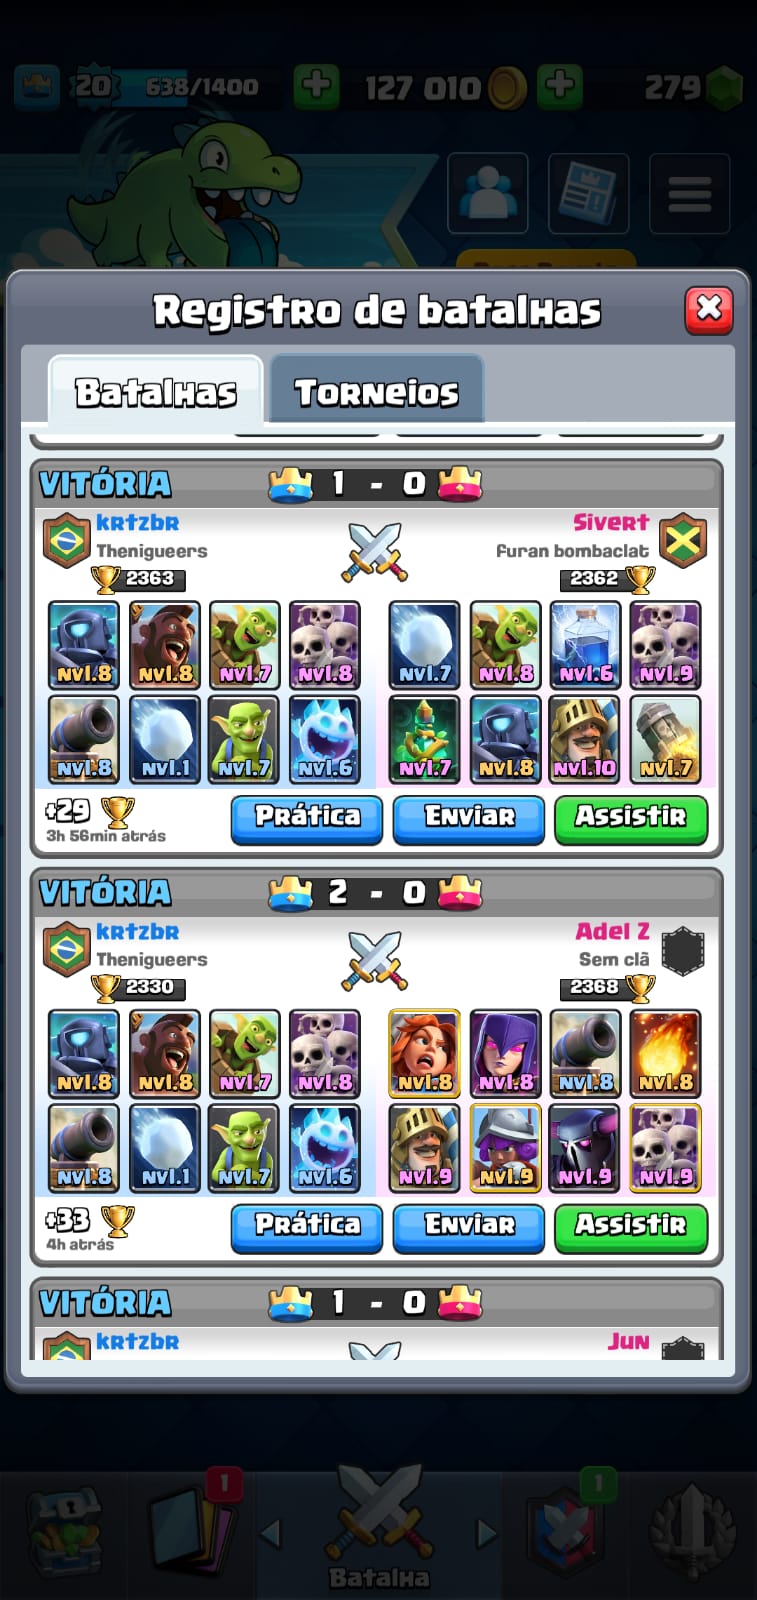 20 638/1400 127 010 279
Registro de batalhas
Batalhas Torneios
VITÓRIA 1 - 0
krtzbr Sivert
Thenigueers Furan bombaclat
2363 2362
Nvl.8 Nvl.8 Nvl.7 Nvl.8 Nvl.7 Nvl.8 Nvl.6 Nvl.9
Nvl.8 Nvl.1 Nvl.7 Nvl.6 Nvl.7 Nvl.8 Nvl.10 Nvl.7
+29 Prática Enviar Assistir
3h 56min atrás
VITÓRIA 2 - 0
krtzbr Adel Z
Thenigueers Sem clã
2330 2368
Nvl.8 Nvl.8 Nvl.7 Nvl.8 Nvl.8 Nvl.8 Nvl.8 Nvl.8
Nvl.8 Nvl.1 Nvl.7 Nvl.6 Nvl.9 Nvl.9 Nvl.9 Nvl.9
+33 Prática Enviar Assistir
4h atrás
VITÓRIA 1 - 0
krtzbr Jun
1 1
Batalha